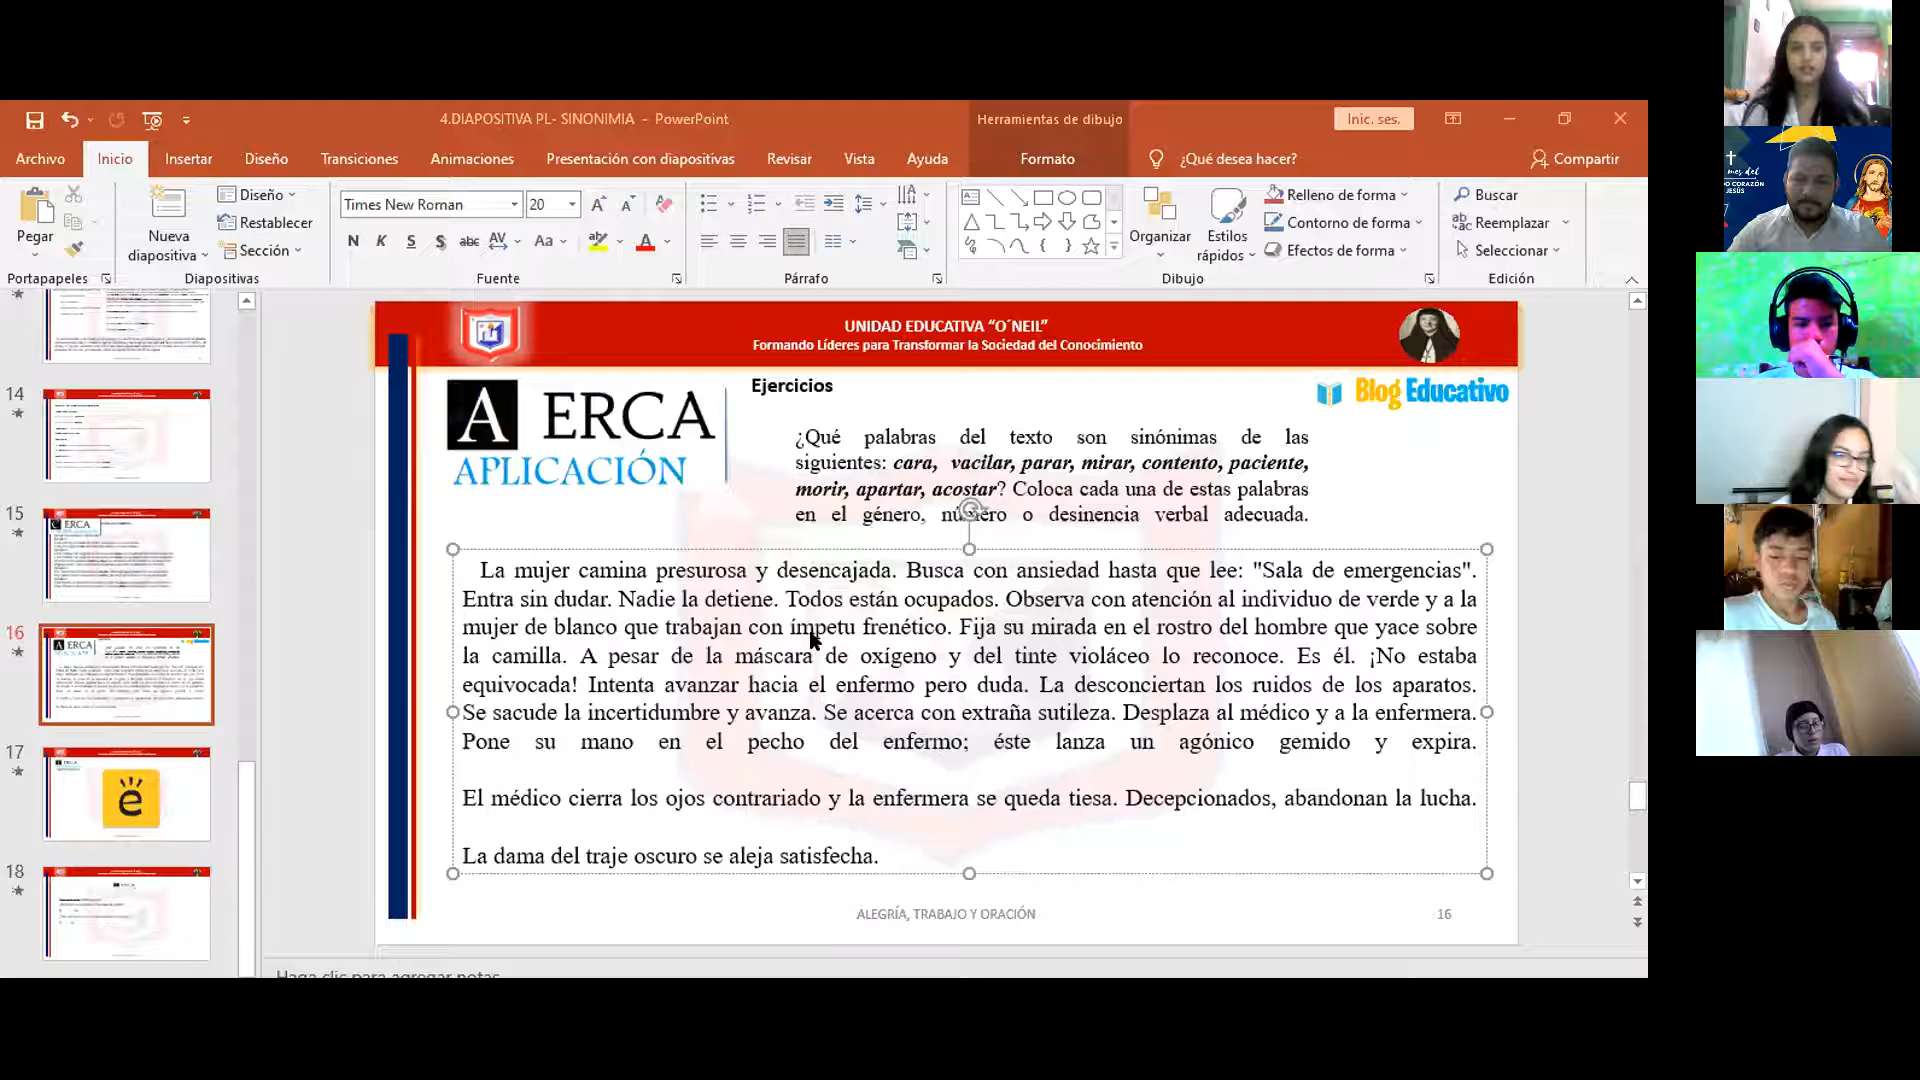 4.DIAPOSITIVA PL- SINONIMIA - PowerPoint
Herramientas de dibujo
Inic. ses.
Archivo Inicio Insertar Diseño Transiciones Animaciones Presentación con diapositivas Revisar Vista Ayuda Formato ¿Qué desea hacer? Compartir
Pegar
Nueva diapositiva
Diseño
Restablecer
Sección
Times New Roman 20
N K S S abc AV Aa
Organizar
Estilos rápidos
Relleno de forma
Contorno de forma
Efectos de forma
Buscar
Reemplazar
Seleccionar
Portapapeles Diapositivas Fuente Párrafo Dibujo Edición
14
15
16
17
18
UNIDAD EDUCATIVA “O´NEIL”
Formando Líderes para Transformar la Sociedad del Conocimiento
A ERCA
APLICACIÓN
Ejercicios
Blog Educativo
¿Qué palabras del texto son sinónimas de las
siguientes: cara, vacilar, parar, mirar, contento, paciente,
morir, apartar, acostar? Coloca cada una de estas palabras
en el género, número o desinencia verbal adecuada.
La mujer camina presurosa y desencajada. Busca con ansiedad hasta que lee: "Sala de emergencias".
Entra sin dudar. Nadie la detiene. Todos están ocupados. Observa con atención al individuo de verde y a la
mujer de blanco que trabajan con ímpetu frenético. Fija su mirada en el rostro del hombre que yace sobre
la camilla. A pesar de la máscara de oxígeno y del tinte violáceo lo reconoce. Es él. ¡No estaba
equivocada! Intenta avanzar hacia el enfermo pero duda. La desconciertan los ruidos de los aparatos.
Se sacude la incertidumbre y avanza. Se acerca con extraña sutileza. Desplaza al médico y a la enfermera.
Pone su mano en el pecho del enfermo; éste lanza un agónico gemido y expira.
El médico cierra los ojos contrariado y la enfermera se queda tiesa. Decepcionados, abandonan la lucha.
La dama del traje oscuro se aleja satisfecha.
ALEGRÍA, TRABAJO Y ORACIÓN
16
Haga clic para agregar notas